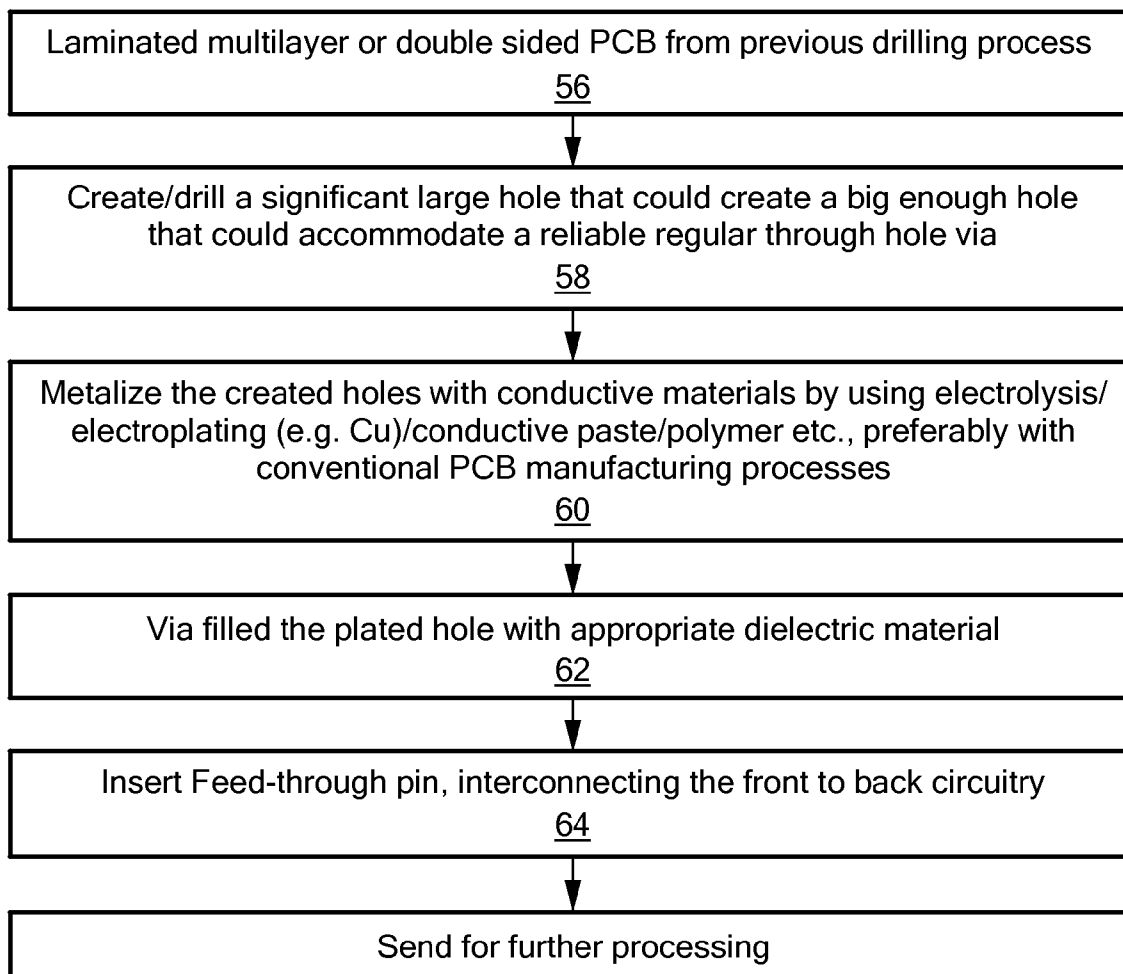 Laminated multilayer or double sided PCB from previous drilling process
56
Create/drill a significant large hole that could create a big enough hole
that could accommodate a reliable regular through hole via
58
Metalize the created holes with conductive materials by using electrolysis/
electroplating (e.g. Cu)/conductive paste/polymer etc., preferably with
conventional PCB manufacturing processes
60
Via filled the plated hole with appropriate dielectric material
62
Insert Feed-through pin, interconnecting the front to back circuitry
64
Send for further processing